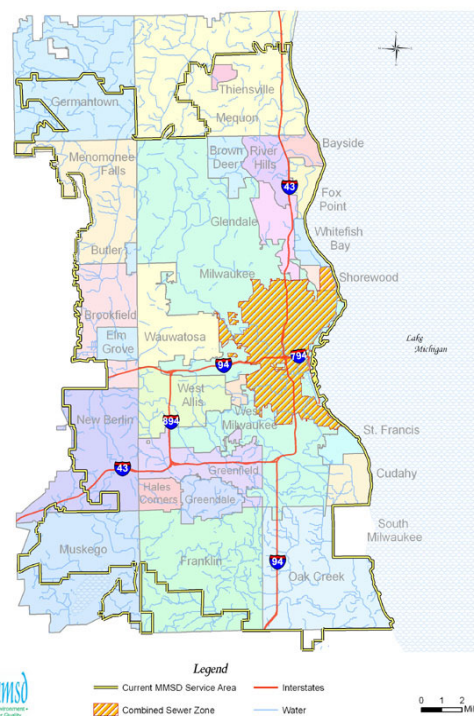 Germantown
Thiensville
Mequon
Menomonee
Falls
Brown
Deer
River
Hills
Bayside
43
Fox
Point
Glendale
Whitefish
Bay
Butler
Milwaukee
Shorewood
Brookfield
Elm
Grove
Wauwatosa
94
794
Lake
Michigan
West
Allis
New Berlin
894
West
Milwaukee
St. Francis
43
Greenfield
Cudahy
Hales
Corners
Greendale
South
Milwaukee
Muskego
Franklin
94
Oak Creek
Legend
Current MMSD Service Area
Interstates
Combined Sewer Zone
Water
0 1 2